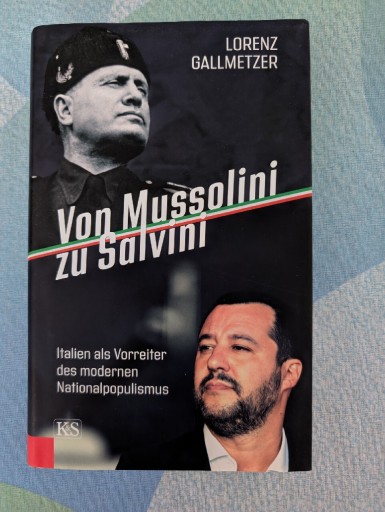 LORENZ
GALLMETZER
Von Mussolini
zu Salvini
Italien als Vorreiter
des modernen
Nationalpopulismus
K&S